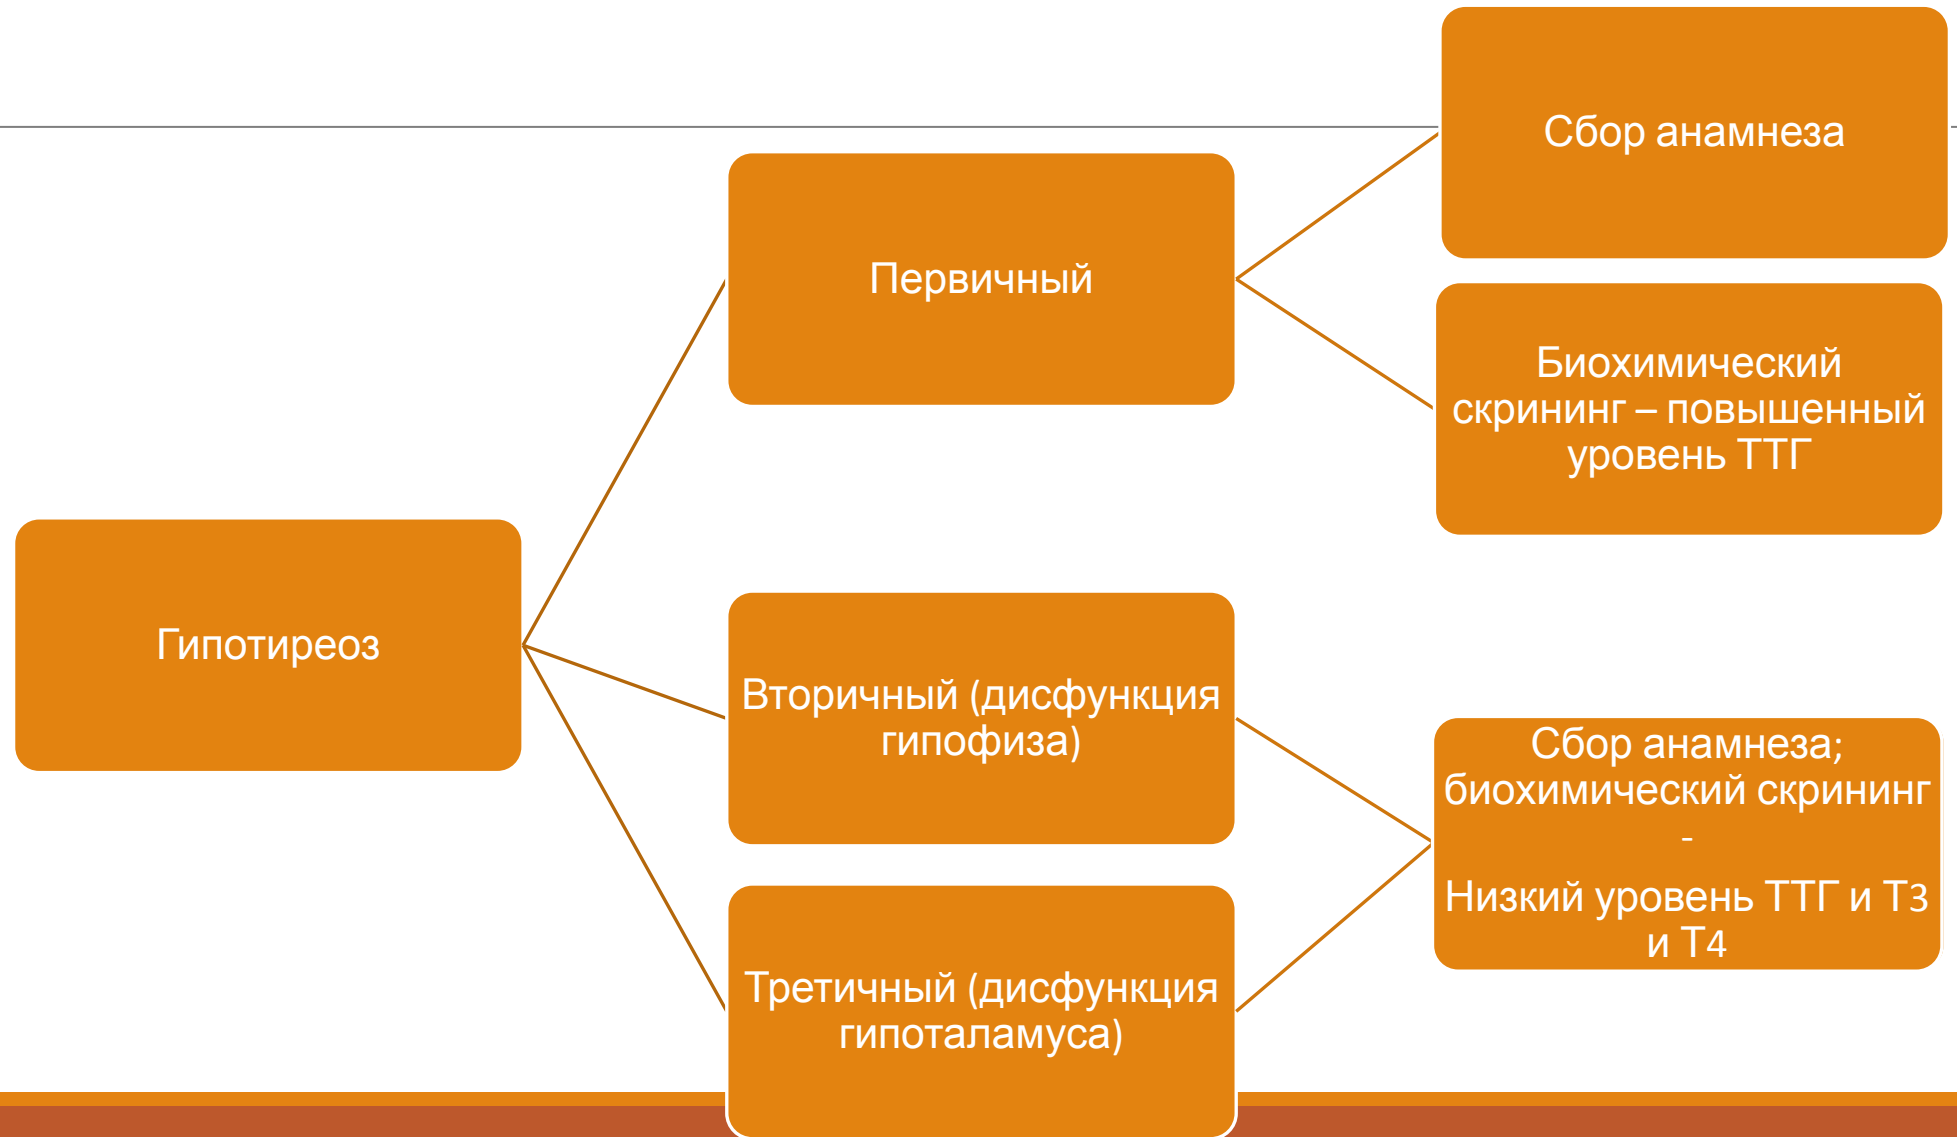 Сбор анамнеза
Первичный
Биохимический
скрининг – повышенный
уровень ТТГ
Гипотиреоз
Вторичный (дисфункция
гипофиза)
Сбор анамнеза;
биохимический скрининг
-
Низкий уровень ТТГ и Т3
и Т4
Третичный (дисфункция
гипоталамуса)